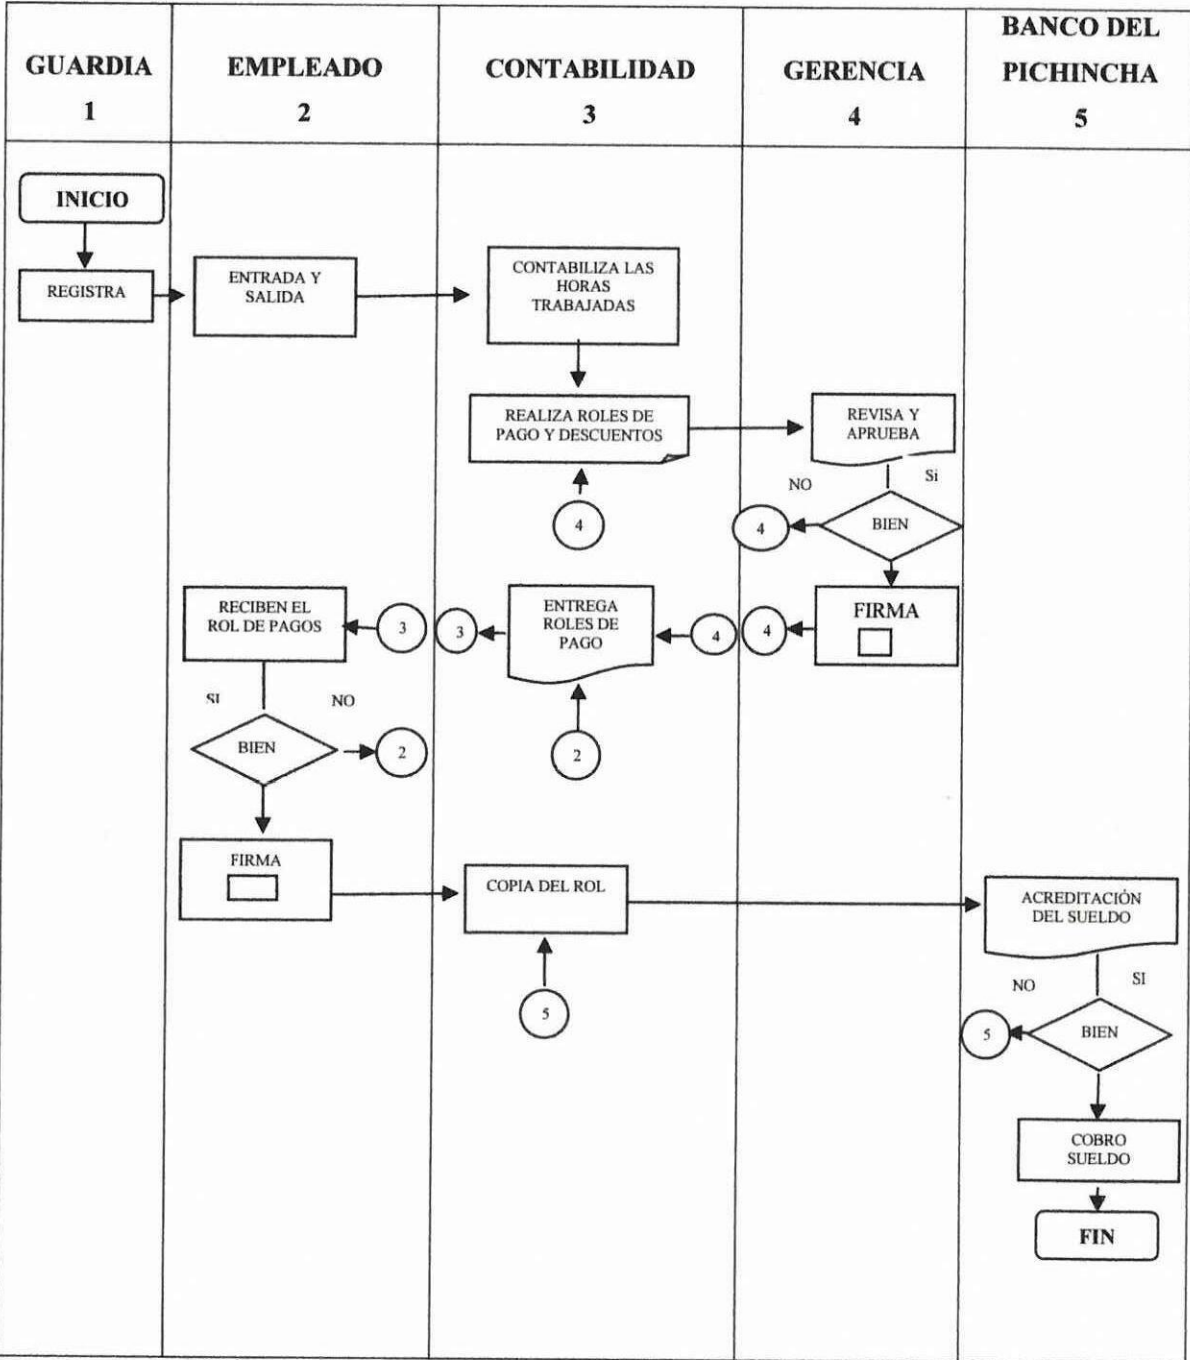 GUARDIA
1
EMPLEADO
2
CONTABILIDAD
3
GERENCIA
4
BANCO DEL
PICHINCHA
5
INICIO
REGISTRA
ENTRADA Y
SALIDA
CONTABILIZA LAS
HORAS
TRABAJADAS
REALIZA ROLES DE
PAGO Y DESCUENTOS
REVISA Y
APRUEBA
NO
Si
4
4
BIEN
RECIBEN EL
ROL DE PAGOS
3
3
ENTREGA
ROLES DE
PAGO
4
4
FIRMA
SI
NO
BIEN
2
2
FIRMA
COPIA DEL ROL
ACREDITACIÓN
DEL SUELDO
5
NO
SI
5
BIEN
COBRO
SUELDO
FIN